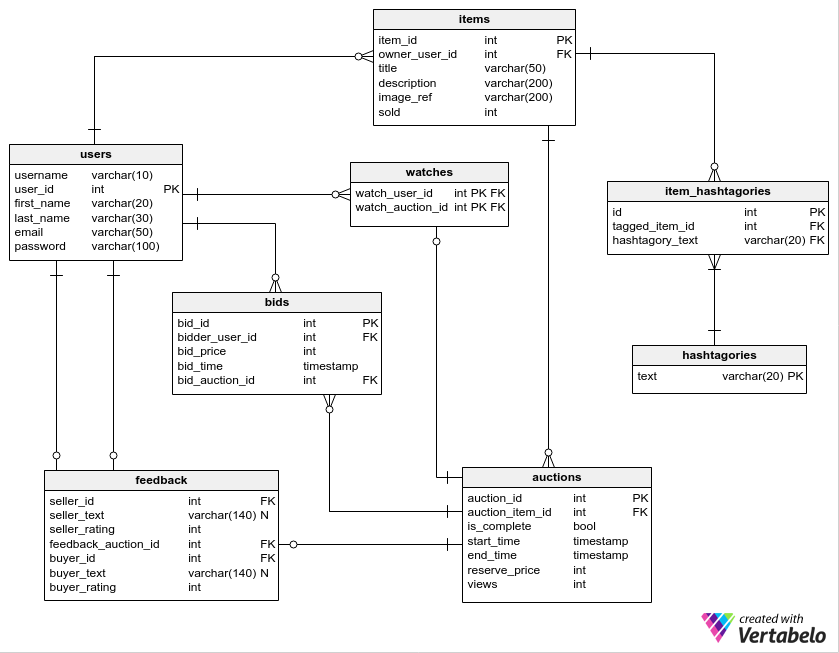 items
item_id int PK
owner_user_id int FK
title varchar(50)
description varchar(200)
image_ref varchar(200)
sold int
users
username varchar(10)
user_id int PK
first_name varchar(20)
last_name varchar(30)
email varchar(50)
password varchar(100)
watches
watch_user_id int PK FK
watch_auction_id int PK FK
item_hashtagories
id int PK
tagged_item_id int FK
hashtagory_text varchar(20) FK
bids
bid_id int PK
bidder_user_id int FK
bid_price int
bid_time timestamp
bid_auction_id int FK
hashtagories
text varchar(20) PK
feedback
seller_id int FK
seller_text varchar(140) N
seller_rating int
feedback_auction_id int FK
buyer_id int FK
buyer_text varchar(140) N
buyer_rating int
auctions
auction_id int PK
auction_item_id int FK
is_complete bool
start_time timestamp
end_time timestamp
reserve_price int
views int
created with
Vertabelo